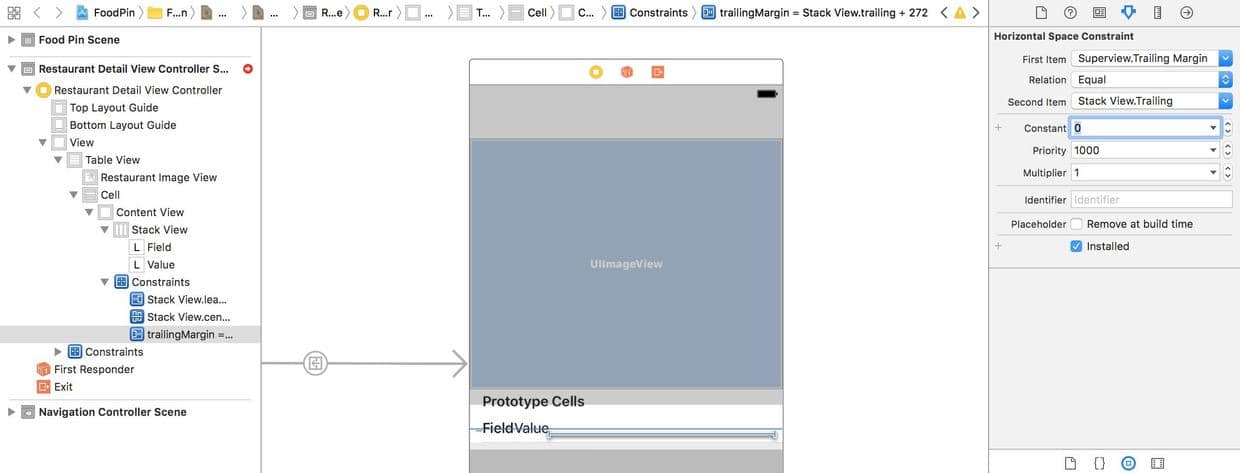 FoodPin F...n ... ... R...e R...r ... T... Cell C... Constraints trailingMargin = Stack View.trailing + 272
Food Pin Scene
Restaurant Detail View Controller S...
Restaurant Detail View Controller
Top Layout Guide
Bottom Layout Guide
View
Table View
Restaurant Image View
Cell
Content View
Stack View
L Field
L Value
Constraints
Stack View.lea...
Stack View.cen...
trailingMargin =...
Constraints
First Responder
Exit
Navigation Controller Scene
UIImageView
Prototype Cells
FieldValue
Horizontal Space Constraint
First Item Superview.Trailing Margin
Relation Equal
Second Item Stack View.Trailing
+ Constant 0
Priority 1000
Multiplier 1
Identifier Identifier
Placeholder Remove at build time
+ Installed
{}